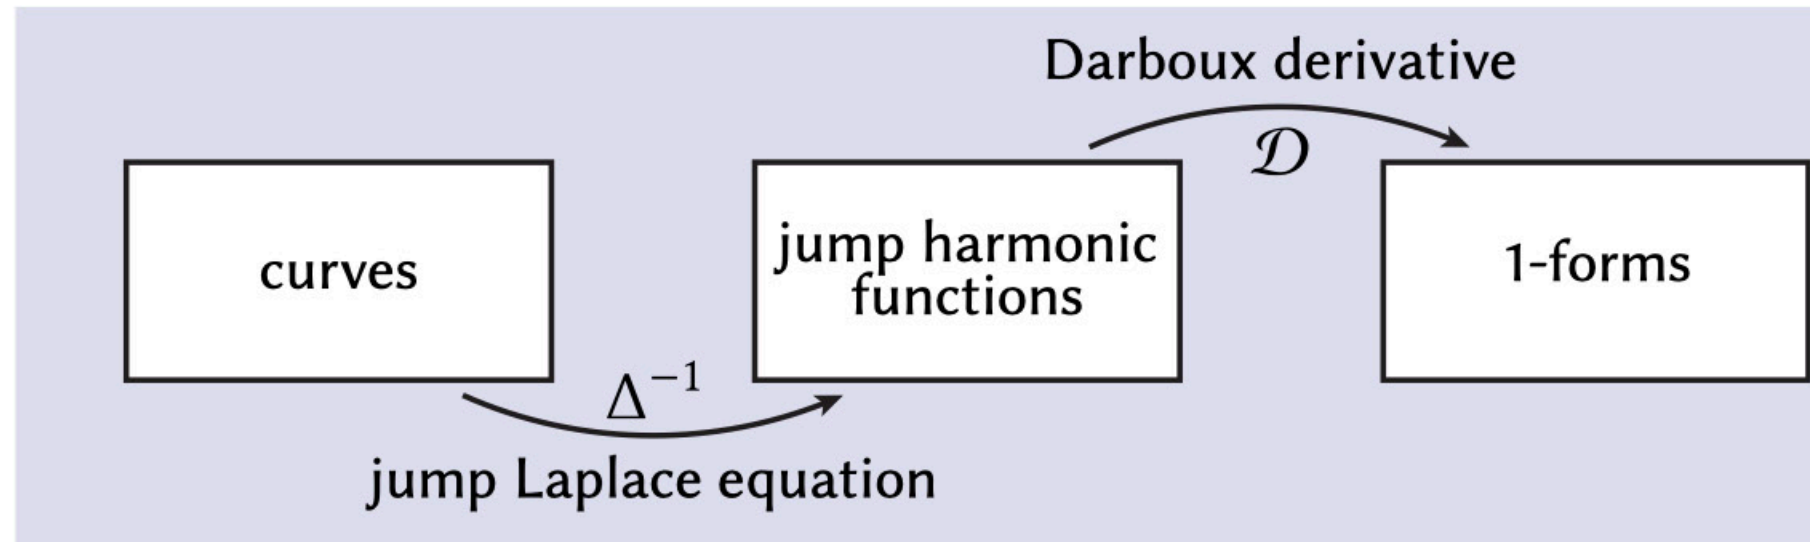 Darboux derivative
𝒟
curves
jump harmonic
functions
1-forms
Δ⁻¹
jump Laplace equation